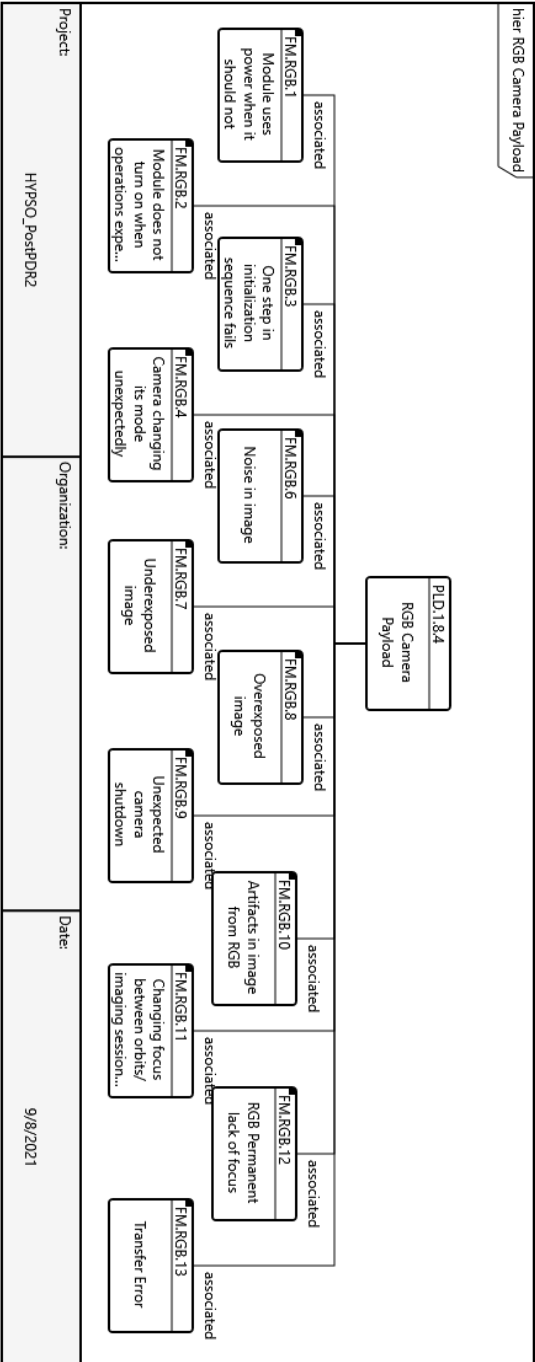 hier RGB Camera Payload
PLD.1.8.4
RGB Camera
Payload
FM.RGB.1
Module uses
power when it
should not
associated
FM.RGB.3
One step in
initialization
sequence fails
associated
FM.RGB.6
Noise in image
associated
FM.RGB.8
Overexposed
image
associated
FM.RGB.10
Artifacts in image
from RGB
associated
FM.RGB.12
RGB Permanent
lack of focus
associated
FM.RGB.2
Module does not
turn on when
operations expe...
associated
FM.RGB.4
Camera changing
its mode
unexpectedly
associated
FM.RGB.7
Underexposed
image
associated
FM.RGB.9
Unexpected
camera
shutdown
associated
FM.RGB.11
Changing focus
between orbits/
imaging session...
associated
FM.RGB.13
Transfer Error
associated
Project:
HYPSO_PostPDR2
Organization:
Date:
9/8/2021